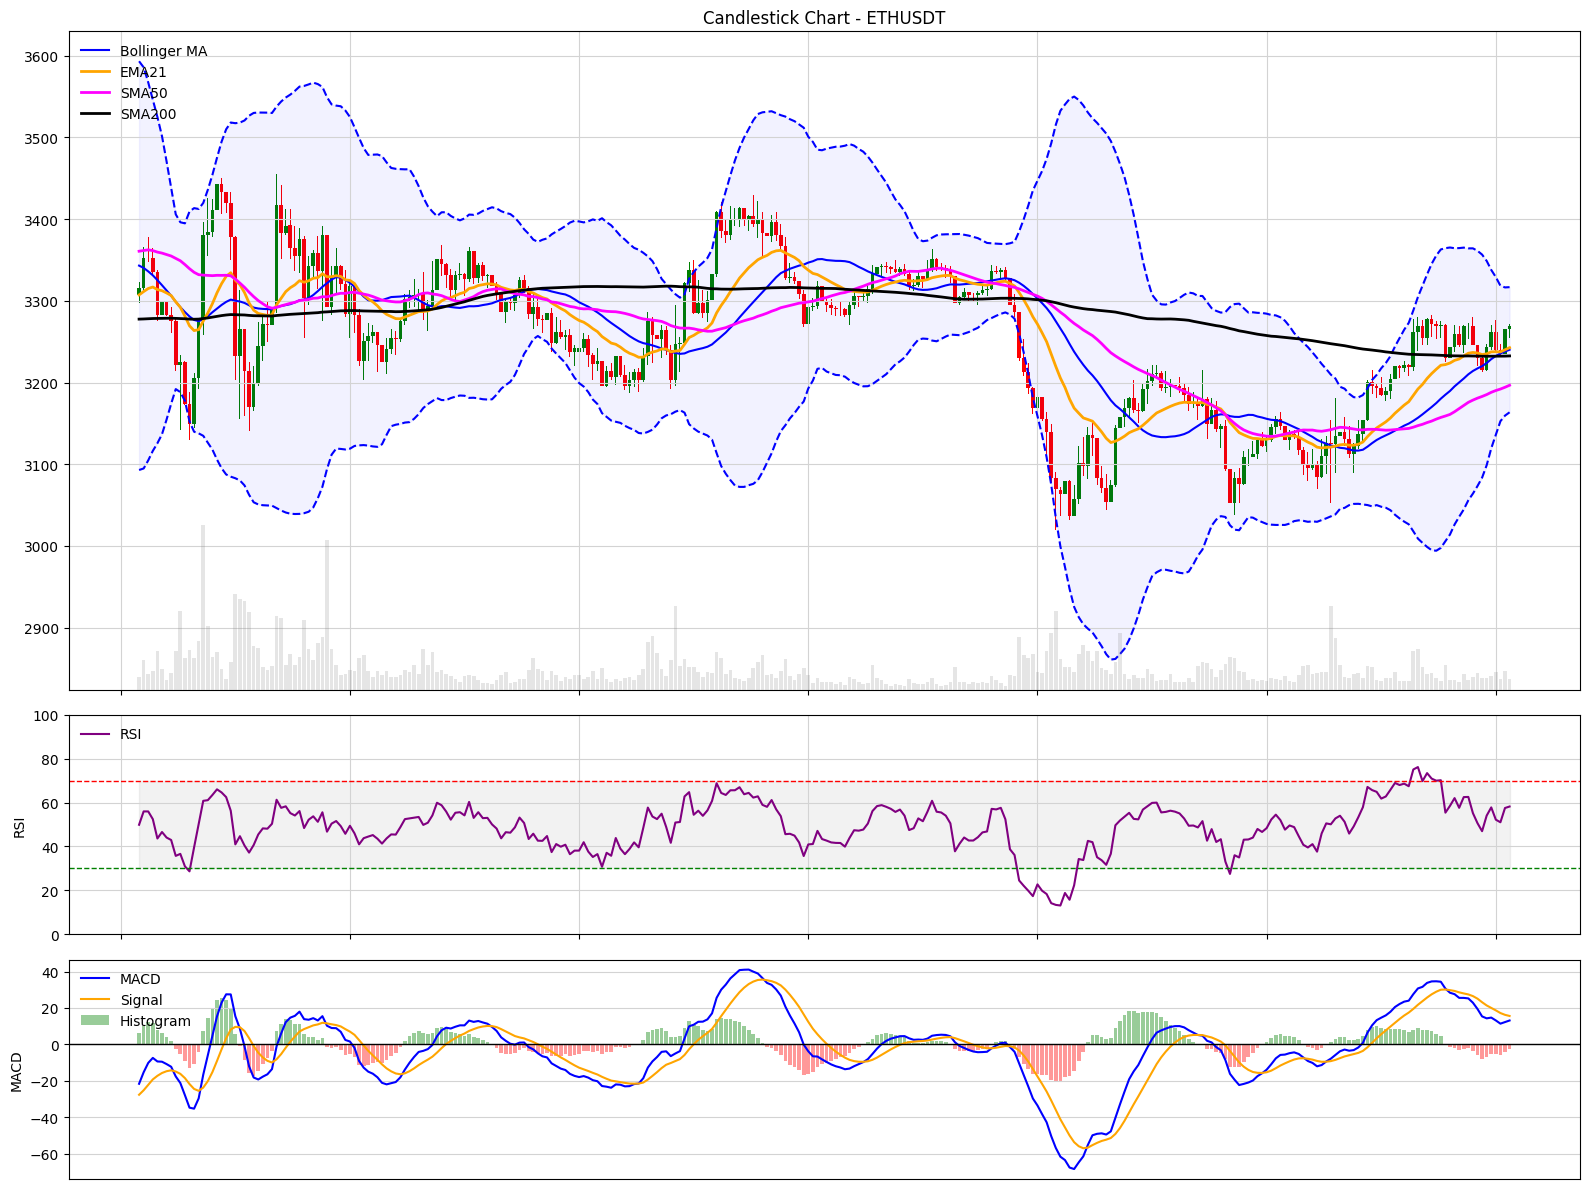 Candlestick Chart - ETHUSDT
Bollinger MA
EMA21
SMA50
SMA200
3600
3500
3400
3300
3200
3100
3000
2900
RSI
RSI
100
80
60
40
20
0
MACD
Signal
Histogram
MACD
40
20
0
−20
−40
−60